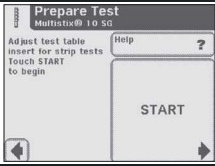 Prepare Test
Multistix® 10 SG
Adjust test table
insert for strip tests
Touch START
to begin
Help
?
START